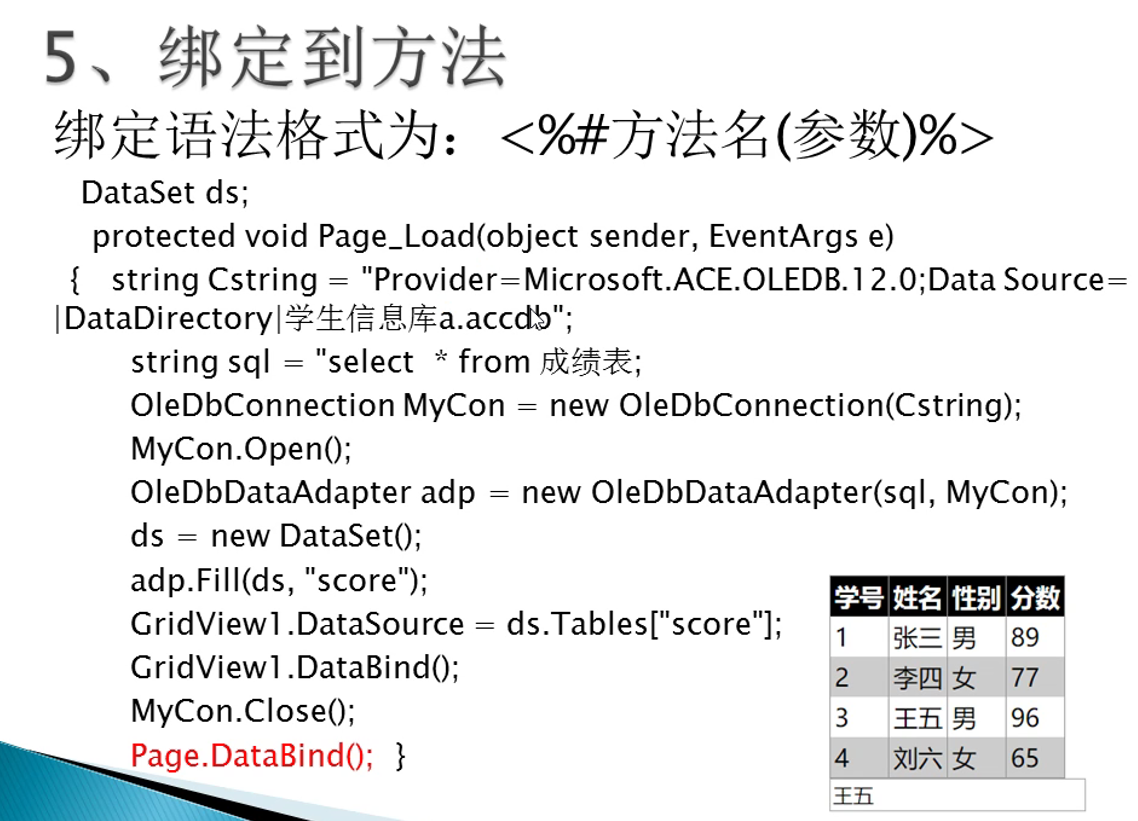 5、绑定到方法
绑定语法格式为：<%#方法名(参数)%>
DataSet ds;
protected void Page_Load(object sender, EventArgs e)
{ string Cstring = "Provider=Microsoft.ACE.OLEDB.12.0;Data Source=
|DataDirectory|学生信息库a.accdb";
string sql = "select * from 成绩表;
OleDbConnection MyCon = new OleDbConnection(Cstring);
MyCon.Open();
OleDbDataAdapter adp = new OleDbDataAdapter(sql, MyCon);
ds = new DataSet();
adp.Fill(ds, "score");
GridView1.DataSource = ds.Tables["score"];
GridView1.DataBind();
MyCon.Close();
Page.DataBind(); }
学号 姓名 性别 分数
1 张三 男 89
2 李四 女 77
3 王五 男 96
4 刘六 女 65
王五